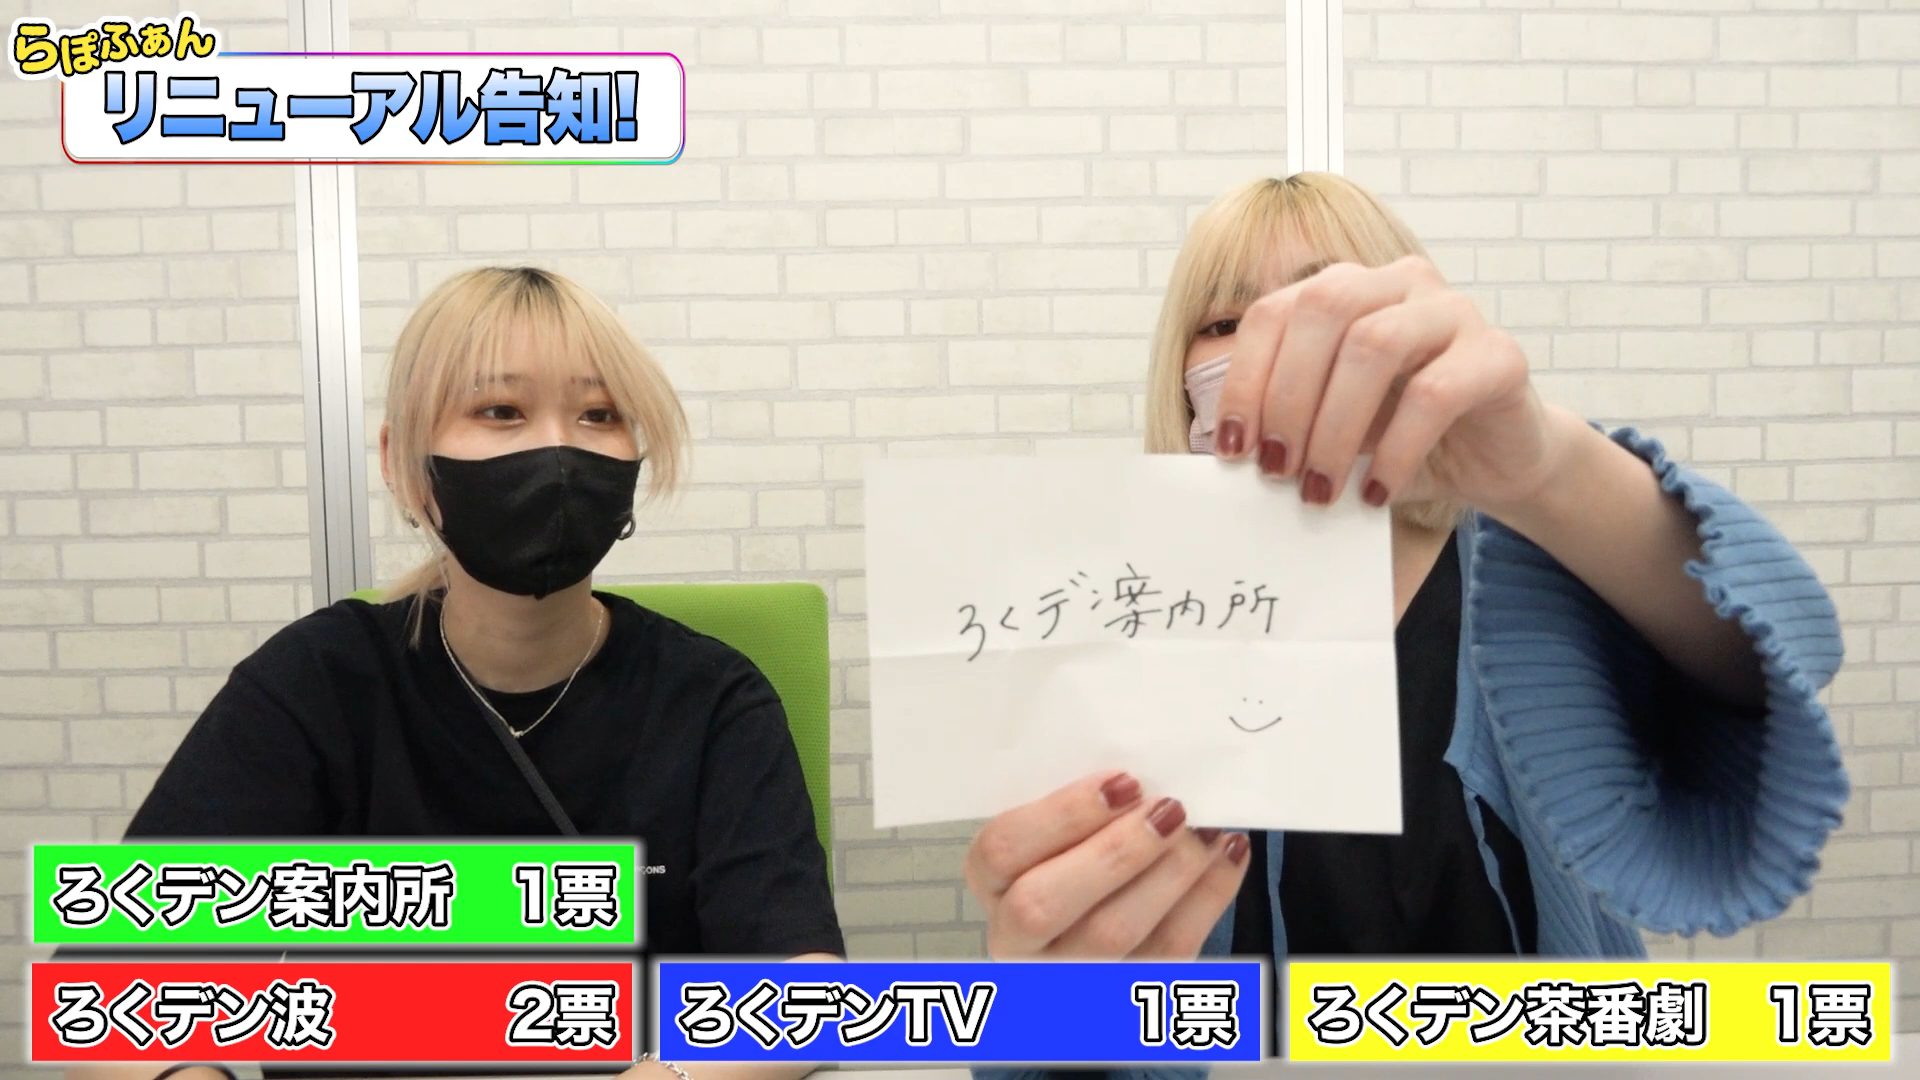 らぽふぁん
リニューアル告知!
ろくデン案内所
ろくデン案内所 1票
ろくデン波 2票
ろくデンTV 1票
ろくデン茶番劇 1票